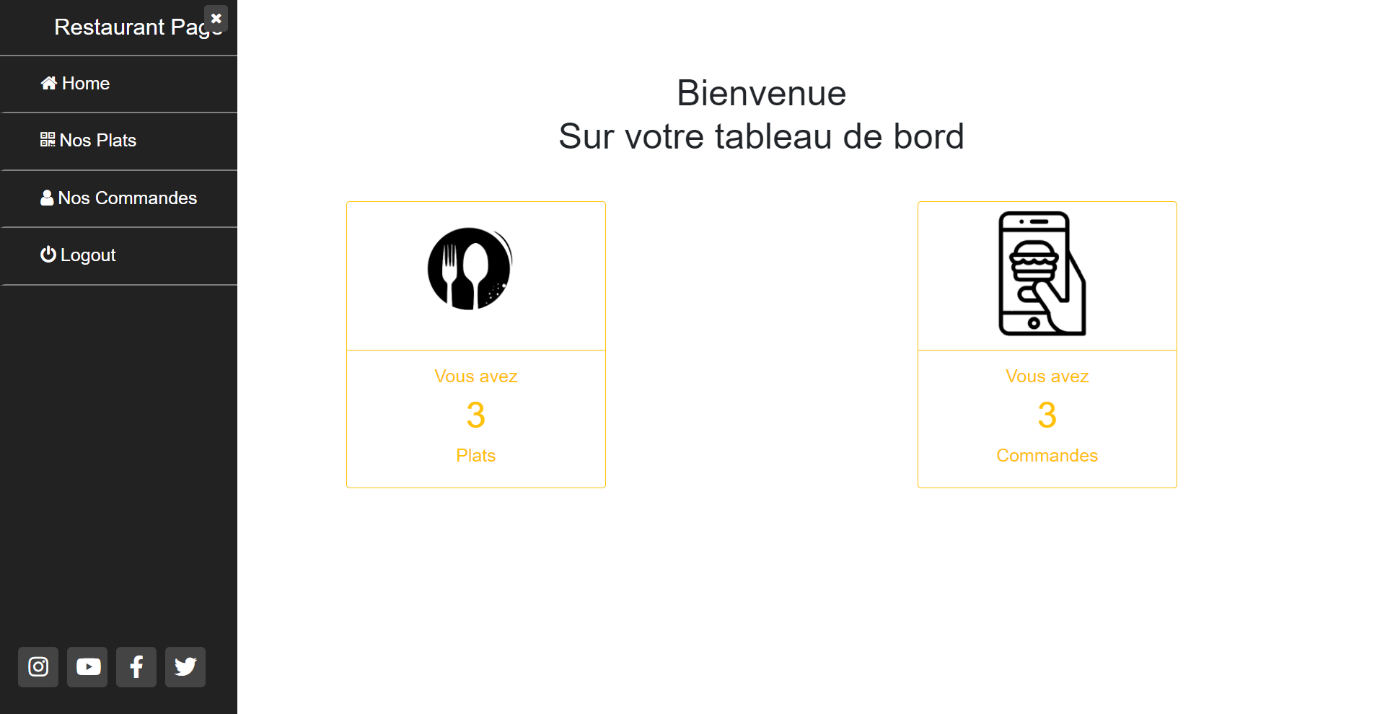 Restaurant Page
Home
Nos Plats
Nos Commandes
Logout
Bienvenue
Sur votre tableau de bord
Vous avez
3
Plats
Vous avez
3
Commandes